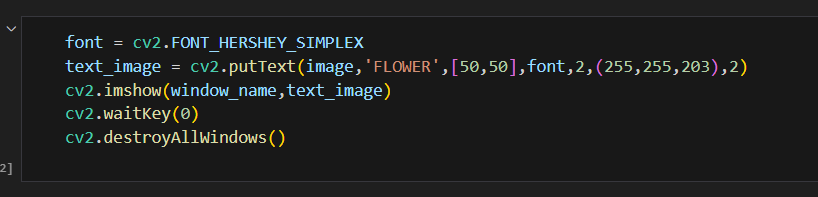 font = cv2.FONT_HERSHEY_SIMPLEX
text_image = cv2.putText(image,'FLOWER',[50,50],font,2,(255,255,203),2)
cv2.imshow(window_name,text_image)
cv2.waitKey(0)
cv2.destroyAllWindows()
2]